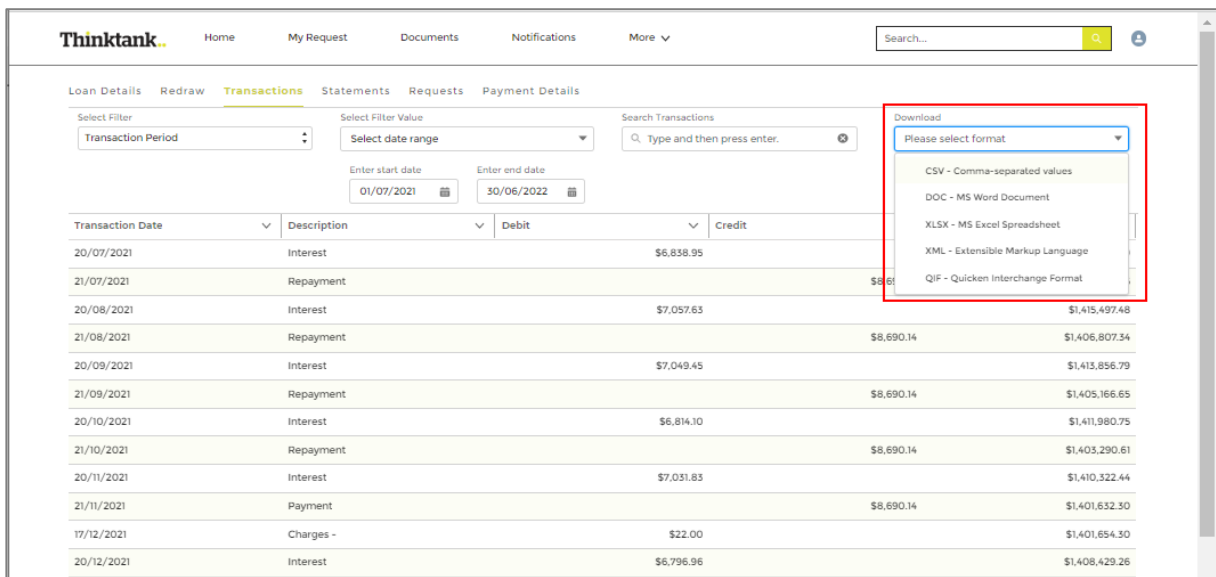 Thinktank.. Home My Request Documents Notifications More Search...
Loan Details Redraw Transactions Statements Requests Payment Details
Select Filter Select Filter Value Search Transactions Download
Transaction Period Select date range Type and then press enter. Please select format
Enter start date Enter end date
01/07/2021 30/06/2022
CSV - Comma-separated values
DOC - MS Word Document
XLSX - MS Excel Spreadsheet
XML - Extensible Markup Language
QIF - Quicken Interchange Format
Transaction Date Description Debit Credit
20/07/2021 Interest $6,838.95
21/07/2021 Repayment
20/08/2021 Interest $7,057.63 $1,415,497.48
21/08/2021 Repayment $8,690.14 $1,406,807.34
20/09/2021 Interest $7,049.45 $1,413,856.79
21/09/2021 Repayment $8,690.14 $1,405,166.65
20/10/2021 Interest $6,814.10 $1,411,980.75
21/10/2021 Repayment $8,690.14 $1,403,290.61
20/11/2021 Interest $7,031.83 $1,410,322.44
21/11/2021 Payment $8,690.14 $1,401,632.30
17/12/2021 Charges - $22.00 $1,401,654.30
20/12/2021 Interest $6,796.96 $1,408,429.26